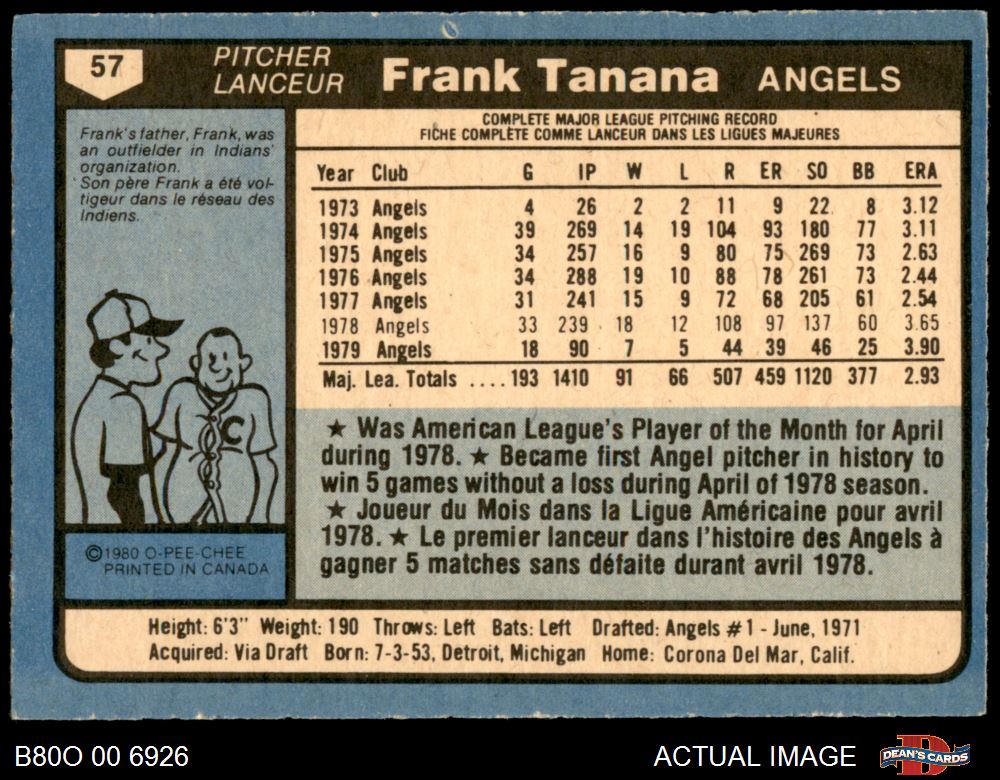 57
PITCHER
LANCEUR
Frank Tanana ANGELS
Frank's father, Frank, was
an outfielder in Indians'
organization.
Son père Frank a été vol-
tigeur dans le réseau des
Indiens.
C
©1980 O-PEE-CHEE
PRINTED IN CANADA
COMPLETE MAJOR LEAGUE PITCHING RECORD
FICHE COMPLÈTE COMME LANCEUR DANS LES LIGUES MAJEURES
Year Club G IP W L R ER SO BB ERA
1973 Angels 4 26 2 2 11 9 22 8 3.12
1974 Angels 39 269 14 19 104 93 180 77 3.11
1975 Angels 34 257 16 9 80 75 269 73 2.63
1976 Angels 34 288 19 10 88 78 261 73 2.44
1977 Angels 31 241 15 9 72 68 205 61 2.54
1978 Angels 33 239 18 12 108 97 137 60 3.65
1979 Angels 18 90 7 5 44 39 46 25 3.90
Maj. Lea. Totals .... 193 1410 91 66 507 459 1120 377 2.93
★ Was American League's Player of the Month for April
during 1978. ★ Became first Angel pitcher in history to
win 5 games without a loss during April of 1978 season.
★ Joueur du Mois dans la Ligue Américaine pour avril
1978. ★ Le premier lanceur dans l'histoire des Angels à
gagner 5 matches sans défaite durant avril 1978.
Height: 6'3" Weight: 190 Throws: Left Bats: Left Drafted: Angels #1 - June, 1971
Acquired: Via Draft Born: 7-3-53, Detroit, Michigan Home: Corona Del Mar, Calif.
B80O 00 6926
ACTUAL IMAGE
DEAN'S CARDS